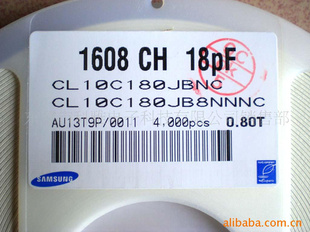 1608 CH 18pF
CL10C180JBNC
CL10C180JB8NNNC
AU13T9P/0011 4.000pcs 0.80T
SAMSUNG
alibaba.com.cn